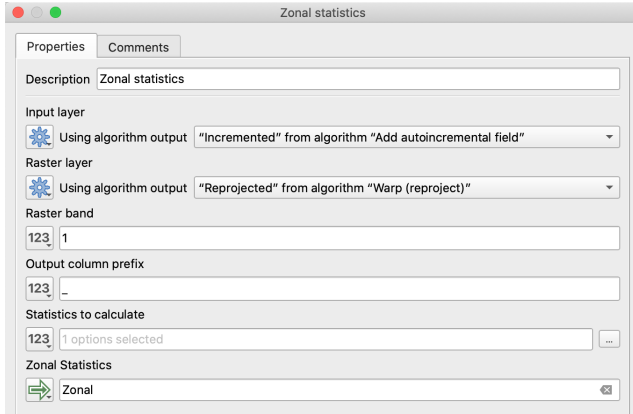 Zonal statistics
Properties Comments
Description Zonal statistics
Input layer
Using algorithm output “Incremented” from algorithm “Add autoincremental field”
Raster layer
Using algorithm output “Reprojected” from algorithm “Warp (reproject)”
Raster band
123 1
Output column prefix
123 _
Statistics to calculate
123 1 options selected ...
Zonal Statistics
Zonal